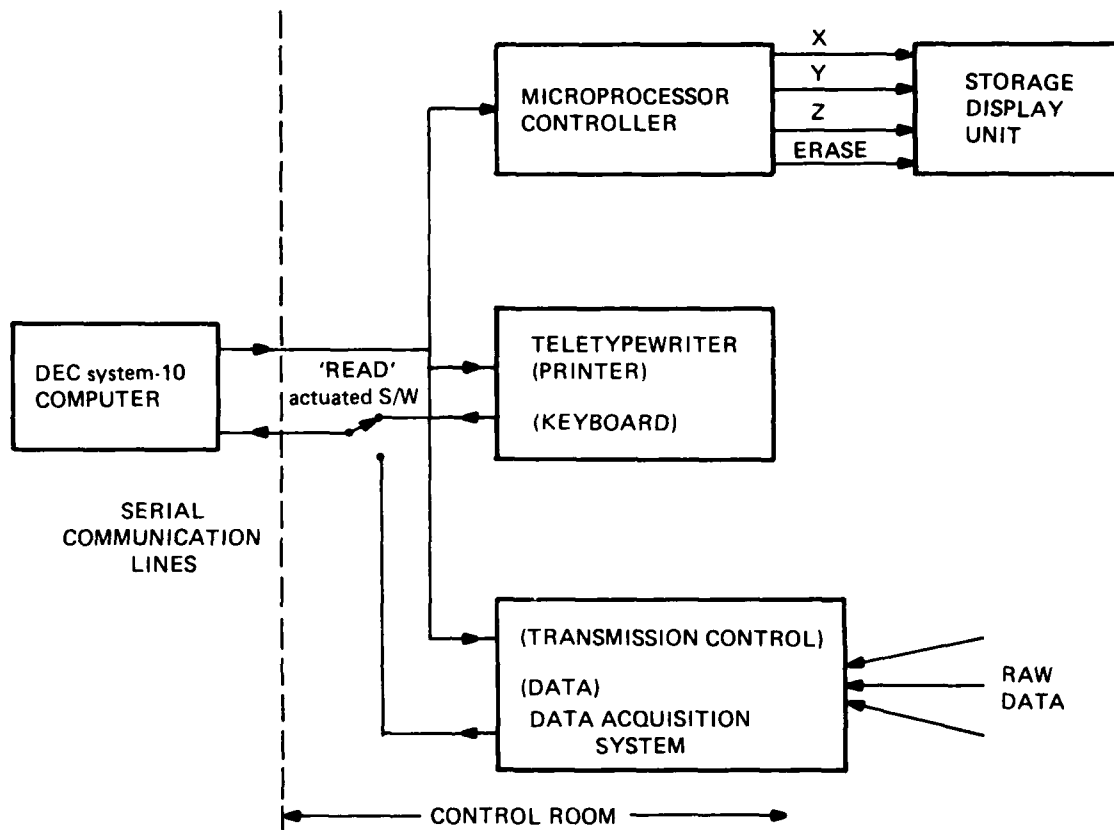 X
Y
Z
ERASE
MICROPROCESSOR
CONTROLLER
STORAGE
DISPLAY
UNIT
DEC system-10
COMPUTER
'READ'
actuated S/W
TELETYPEWRITER
(PRINTER)
(KEYBOARD)
SERIAL
COMMUNICATION
LINES
(TRANSMISSION CONTROL)
(DATA)
DATA ACQUISITION
SYSTEM
RAW
DATA
CONTROL ROOM